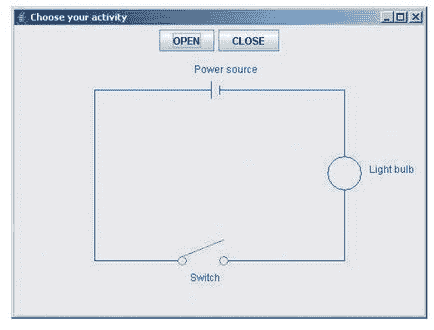 Choose your activity
OPEN CLOSE
Power source
Light bulb
Switch